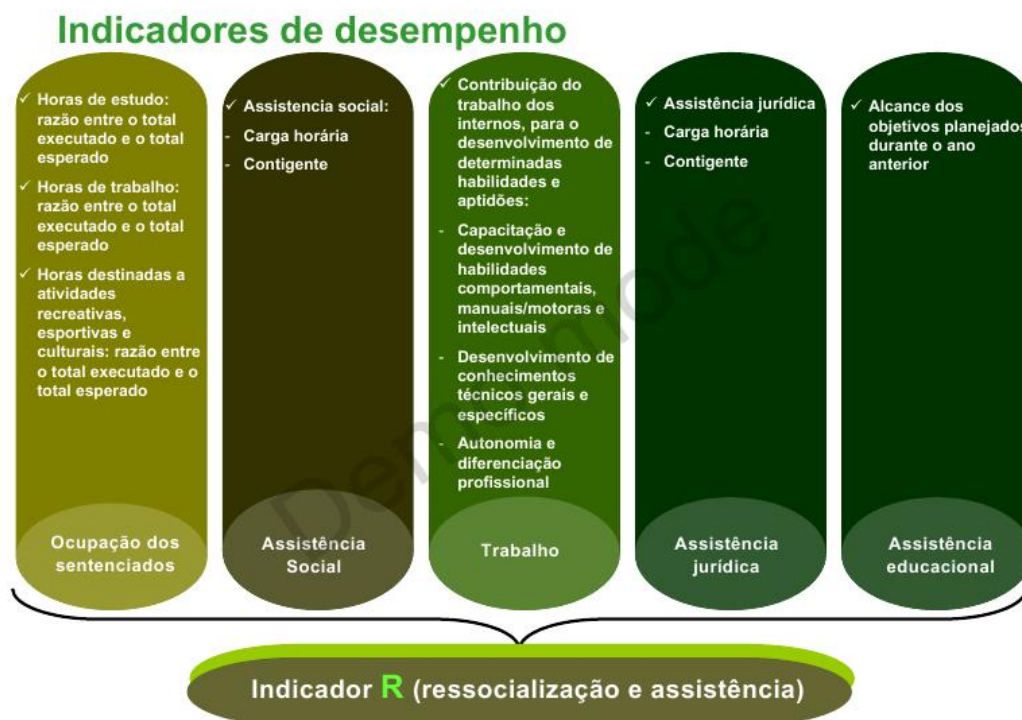 Indicadores de desempenho
✓ Horas de estudo:
razão entre o total
executado e o total
esperado
✓ Horas de trabalho:
razão entre o total
executado e o total
esperado
✓ Horas destinadas a
atividades
recreativas,
esportivas e
culturais: razão entre
o total executado e o
total esperado
Ocupação dos
sentenciados
✓ Assistencia social:
- Carga horária
- Contigente
Assistência
Social
✓ Contribuição do
trabalho dos
internos, para o
desenvolvimento de
determinadas
habilidades e
aptidões:
- Capacitação e
desenvolvimento de
habilidades
comportamentais,
manuais/motoras e
intelectuais
- Desenvolvimento de
conhecimentos
técnicos gerais e
específicos
- Autonomia e
diferenciação
profissional
Trabalho
✓ Assistência jurídica
- Carga horária
- Contigente
Assistência
jurídica
✓ Alcance dos
objetivos planejados
durante o ano
anterior
Assistência
educacional
Indicador R (ressocialização e assistência)
Demo mode